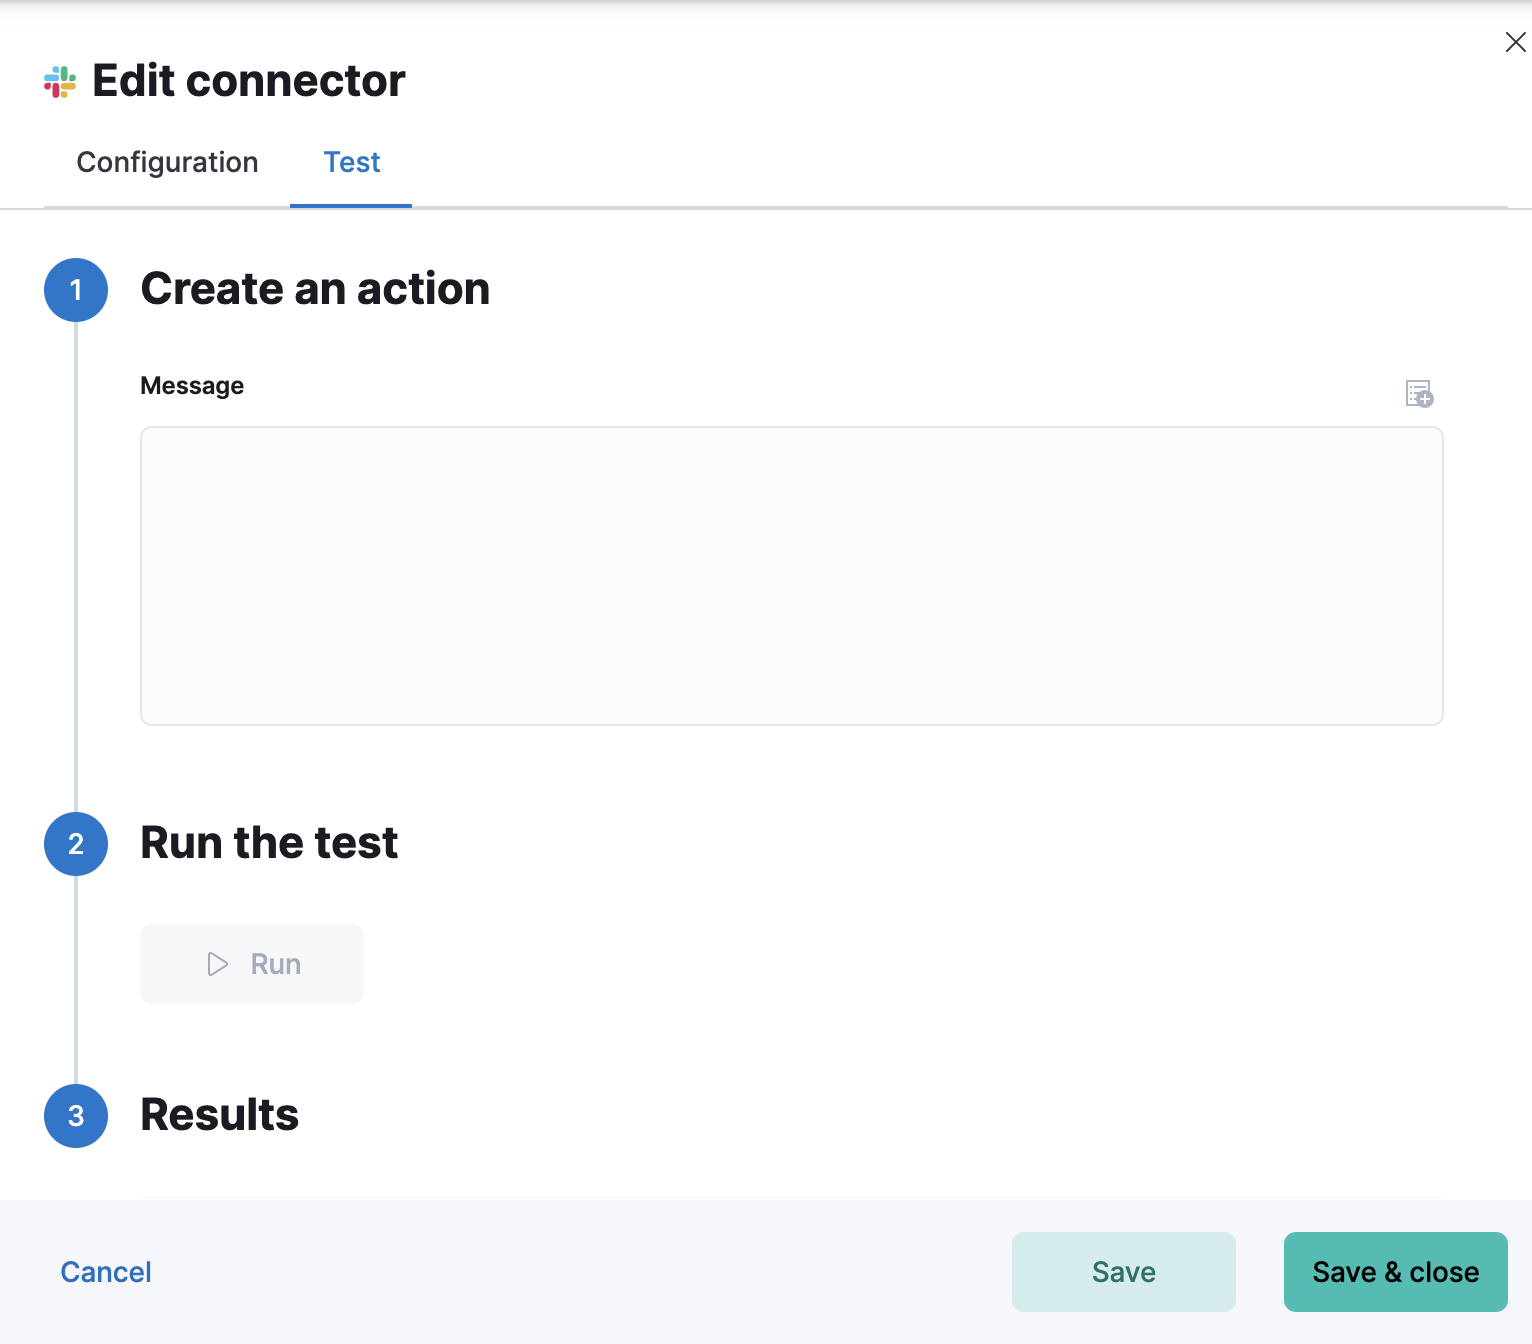 Edit connector
Configuration
Test
1
Create an action
Message
2
Run the test
Run
3
Results
Cancel
Save
Save & close